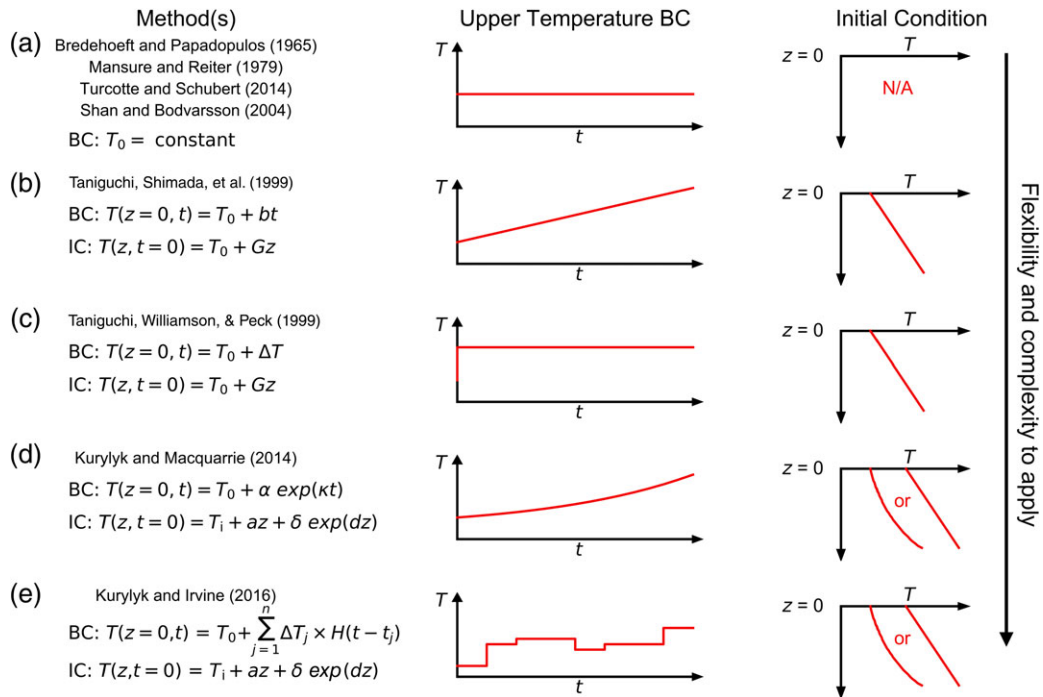 Method(s) Upper Temperature BC Initial Condition
(a) Bredehoeft and Papadopulos (1965)
Mansure and Reiter (1979)
Turcotte and Schubert (2014)
Shan and Bodvarsson (2004)
BC: T₀ = constant
T
t
z = 0 T
N/A
(b) Taniguchi, Shimada, et al. (1999)
BC: T(z = 0, t) = T₀ + bt
IC: T(z, t = 0) = T₀ + Gz
T
t
z = 0 T
(c) Taniguchi, Williamson, & Peck (1999)
BC: T(z = 0, t) = T₀ + ΔT
IC: T(z, t = 0) = T₀ + Gz
T
t
z = 0 T
(d) Kurylyk and Macquarrie (2014)
BC: T(z = 0, t) = T₀ + α exp(κt)
IC: T(z, t = 0) = Tᵢ + az + δ exp(dz)
T
t
z = 0 T
or
(e) Kurylyk and Irvine (2016)
BC: T(z = 0,t) = T₀+ ∑ⁿⱼ₌₁ ΔTⱼ × H(t − tⱼ)
IC: T(z,t = 0) = Tᵢ + az + δ exp(dz)
T
t
z = 0 T
or
Flexibility and complexity to apply